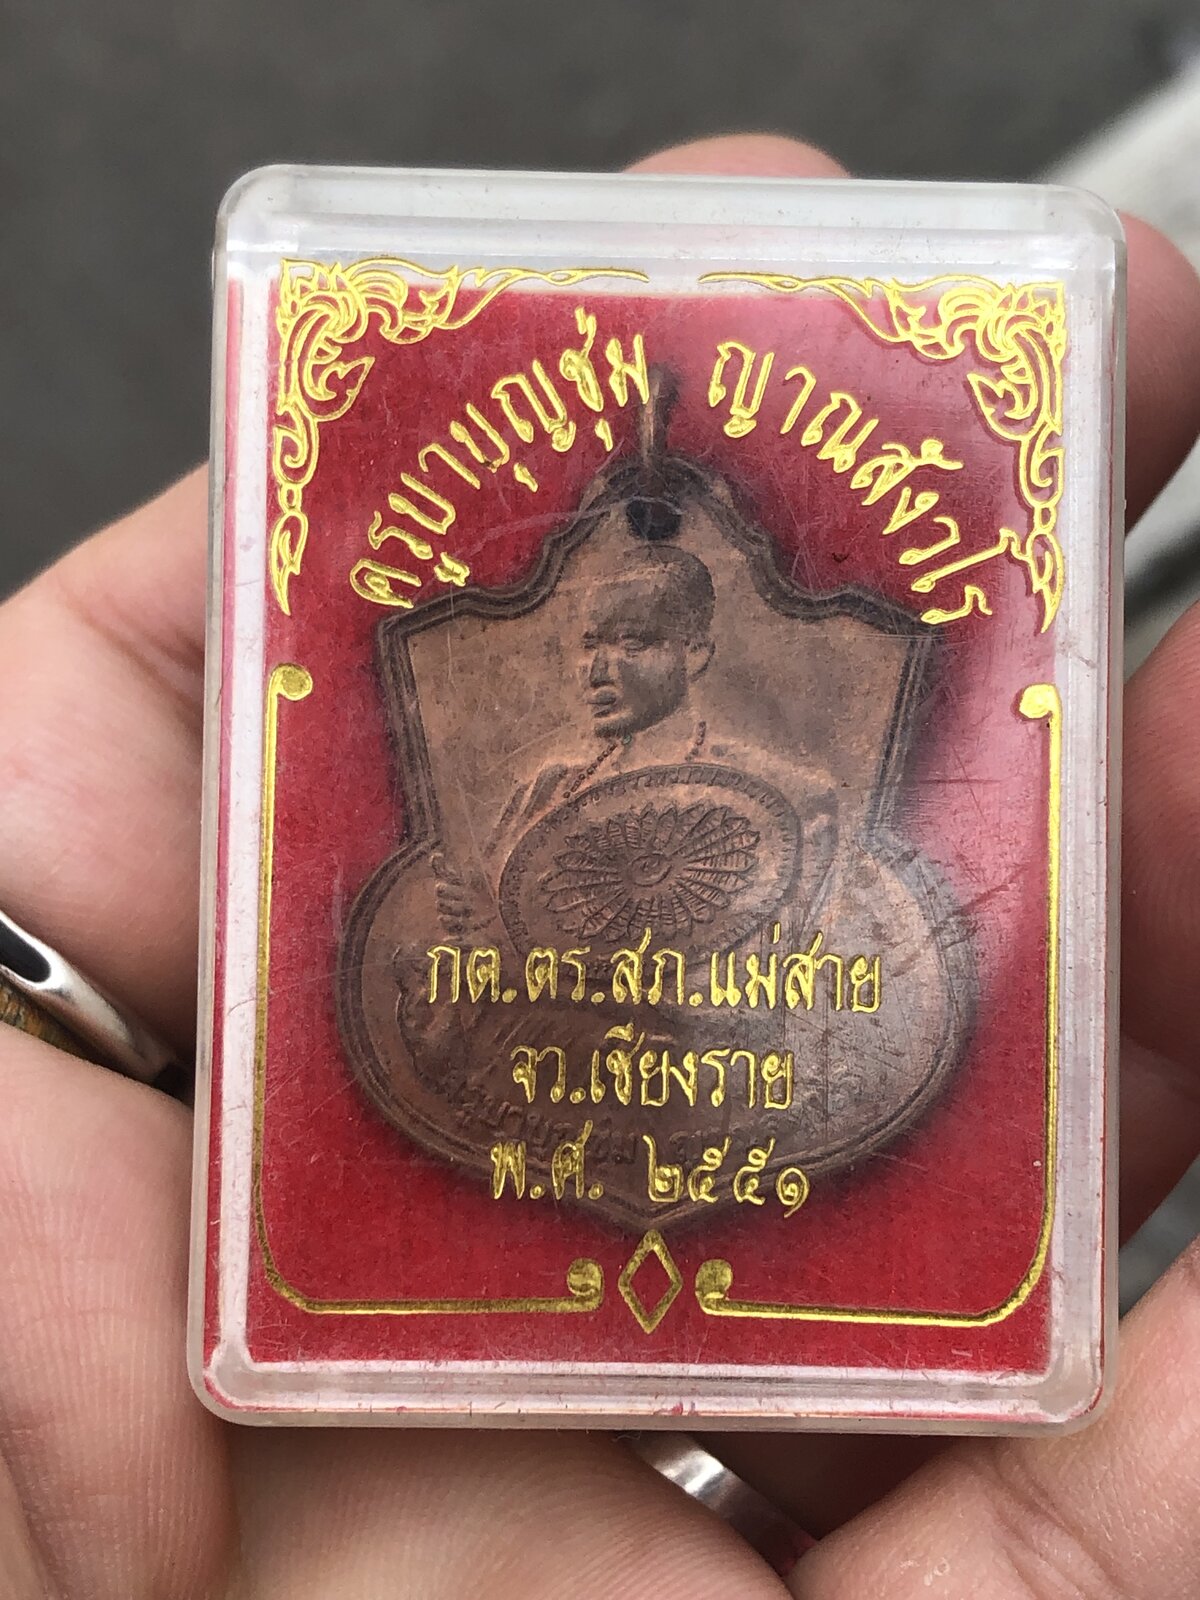 ครูบาบุญชุ่ม ญาณสังวโร
กต.ตร.สภ.แม่สาย
จว.เชียงราย
พ.ศ. ๒๕๕๑